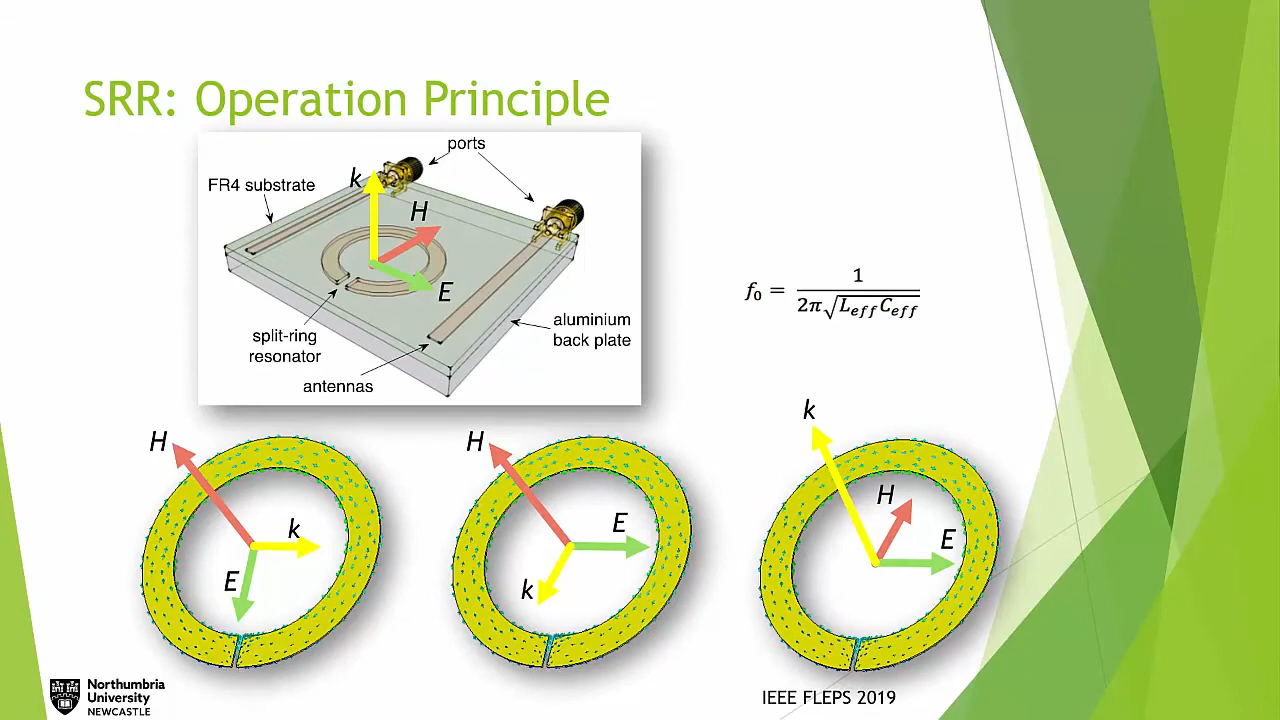 SRR: Operation Principle
ports
FR4 substrate
k
H
E
split-ring
resonator
antennas
aluminium
back plate
f₀ = 1 / 2π√L_eff C_eff
H
k
E
H
E
k
k
H
E
Northumbria
University
NEWCASTLE
IEEE FLEPS 2019